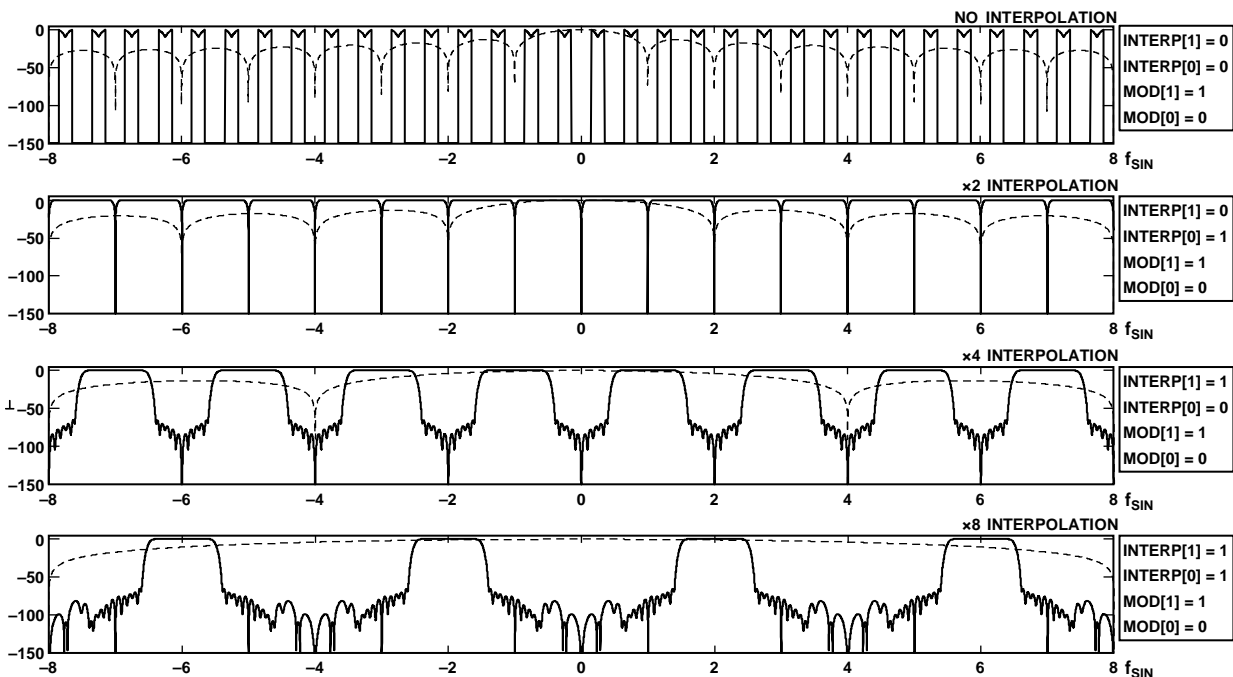 NO INTERPOLATION
0
–50
–100
–150
–8 –6 –4 –2 0 2 4 6 8 fSIN
INTERP[1] = 0
INTERP[0] = 0
MOD[1] = 1
MOD[0] = 0
×2 INTERPOLATION
0
–50
–100
–150
–8 –6 –4 –2 0 2 4 6 8 fSIN
INTERP[1] = 0
INTERP[0] = 1
MOD[1] = 1
MOD[0] = 0
×4 INTERPOLATION
0
–50
–100
–150
–8 –6 –4 –2 0 2 4 6 8 fSIN
INTERP[1] = 1
INTERP[0] = 0
MOD[1] = 1
MOD[0] = 0
×8 INTERPOLATION
0
–50
–100
–150
–8 –6 –4 –2 0 2 4 6 8 fSIN
INTERP[1] = 1
INTERP[0] = 1
MOD[1] = 1
MOD[0] = 0